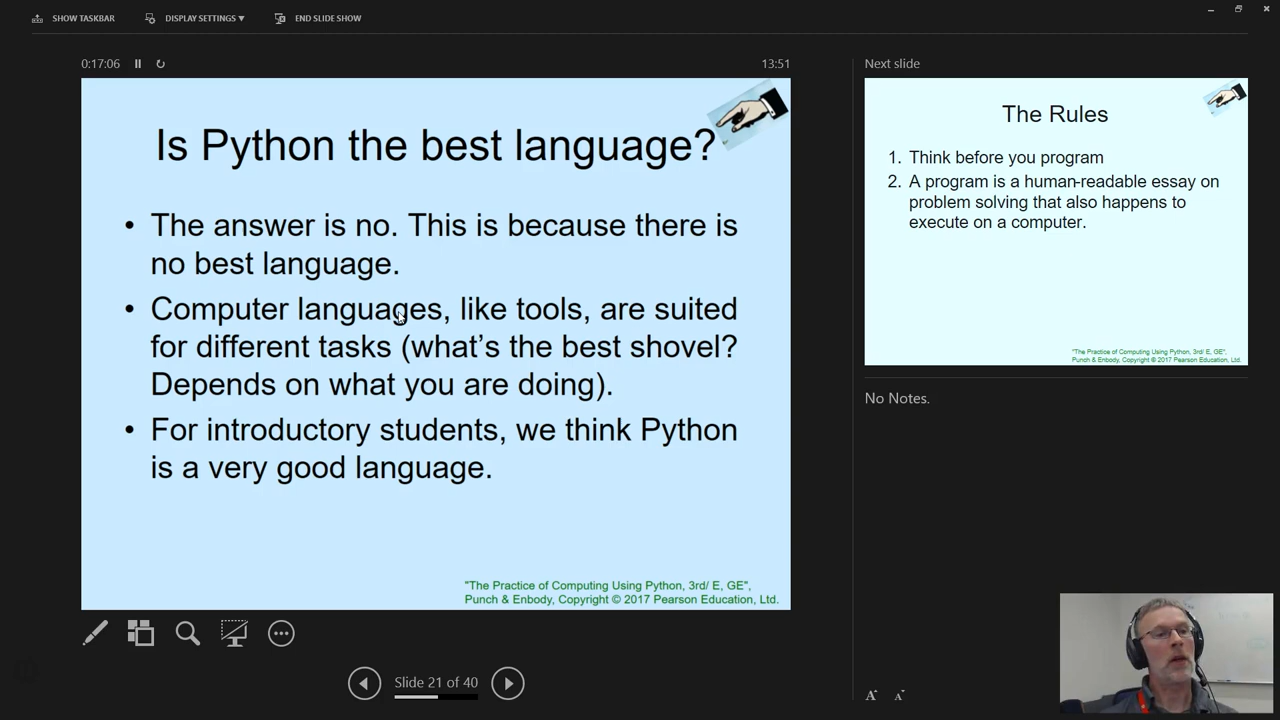 SHOW TASKBAR
DISPLAY SETTINGS ▼
END SLIDE SHOW
0:17:06
13:51
Is Python the best language?
• The answer is no. This is because there is
no best language.
• Computer languages, like tools, are suited
for different tasks (what’s the best shovel?
Depends on what you are doing).
• For introductory students, we think Python
is a very good language.
"The Practice of Computing Using Python, 3rd/ E, GE",
Punch & Enbody, Copyright © 2017 Pearson Education, Ltd.
Slide 21 of 40
Next slide
The Rules
1. Think before you program
2. A program is a human-readable essay on
problem solving that also happens to
execute on a computer.
"The Practice of Computing Using Python, 3rd/ E, GE",
Punch & Enbody, Copyright © 2017 Pearson Education, Ltd.
No Notes.
A A